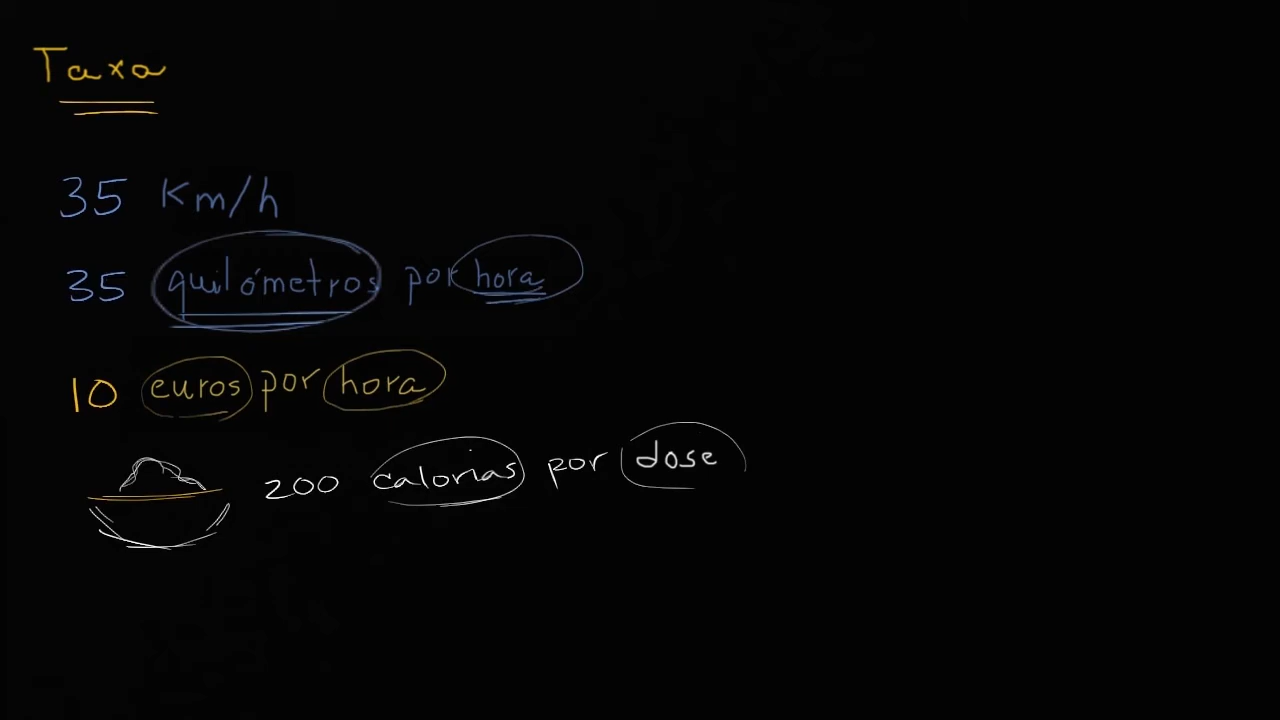 Taxa
35 Km/h
35 quilómetros por hora
10 euros por hora
200 calorias por dose